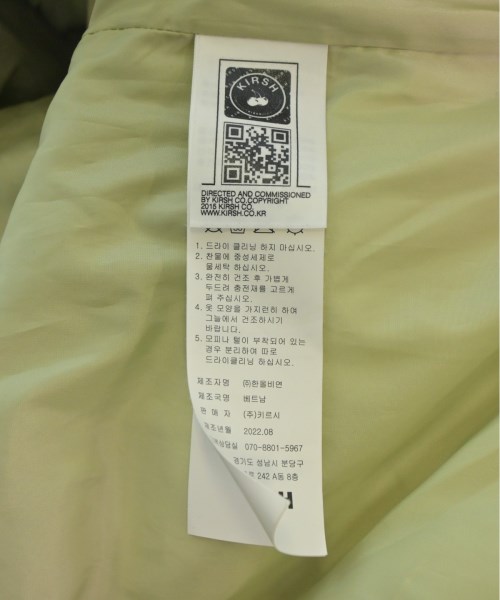 KIRSH
DIRECTED AND COMMISSIONED
BY KIRSH CO.COPYRIGHT
2015 KIRSH CO.
WWW.KIRSH.CO.KR
1. 드라이 클리닝 하지 마십시오.
2. 찬물에 중성세제로
물세탁 하십시오.
3. 완전히 건조 후 가볍게
두드려 충전재를 고르게
펴 주십시오.
4. 옷 모양을 가지런히 하여
그늘에서 건조하시기
바랍니다.
5. 모피나 털이 부착되어 있는
경우 분리하여 따로
드라이클리닝 하십시오.
제조자명 ㈜한올비엔
제조국명 베트남
판 매 자 (주)키르시
제조년월 2022.08
상담실 070-8801-5967
경기도 성남시 분당구
242 A동 8층
H